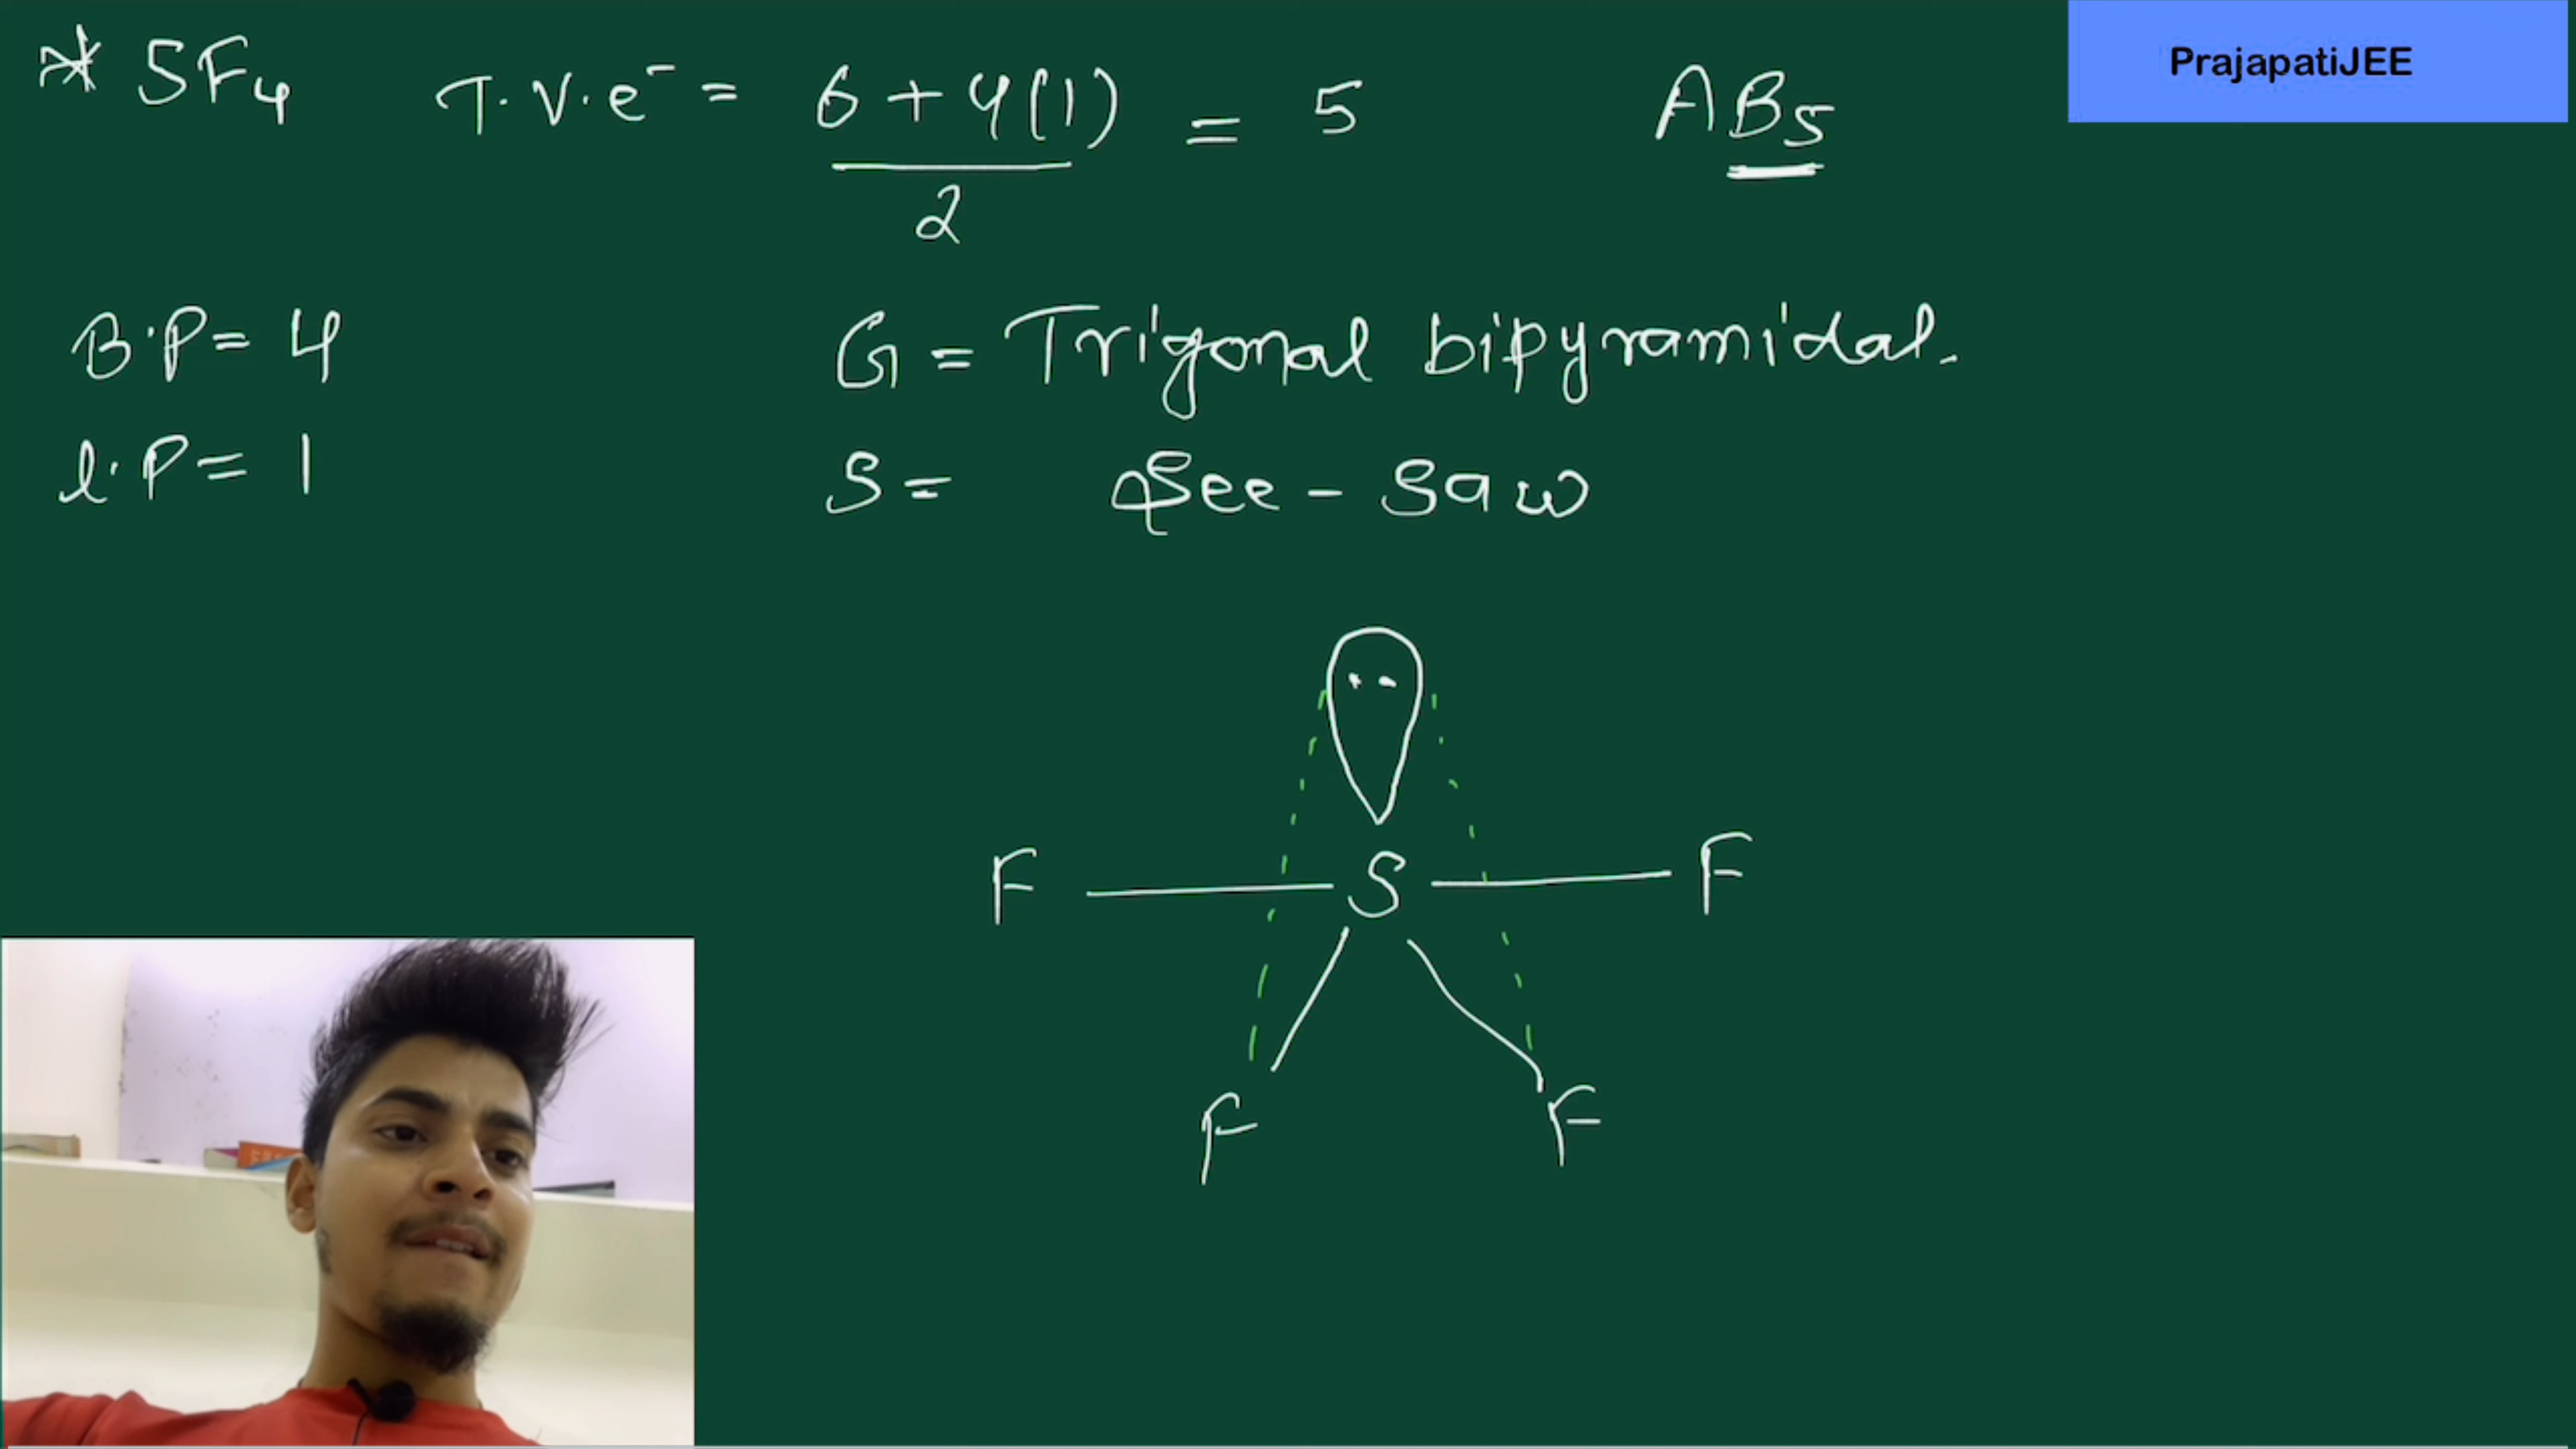 * SF4 T.V.e⁻ = 6+4(1) = 5 AB5
2
PrajapatiJEE
B.P = 4 G = Trigonal bipyramidal.
l.P = 1 S = See - Saw
..
F S F
F F